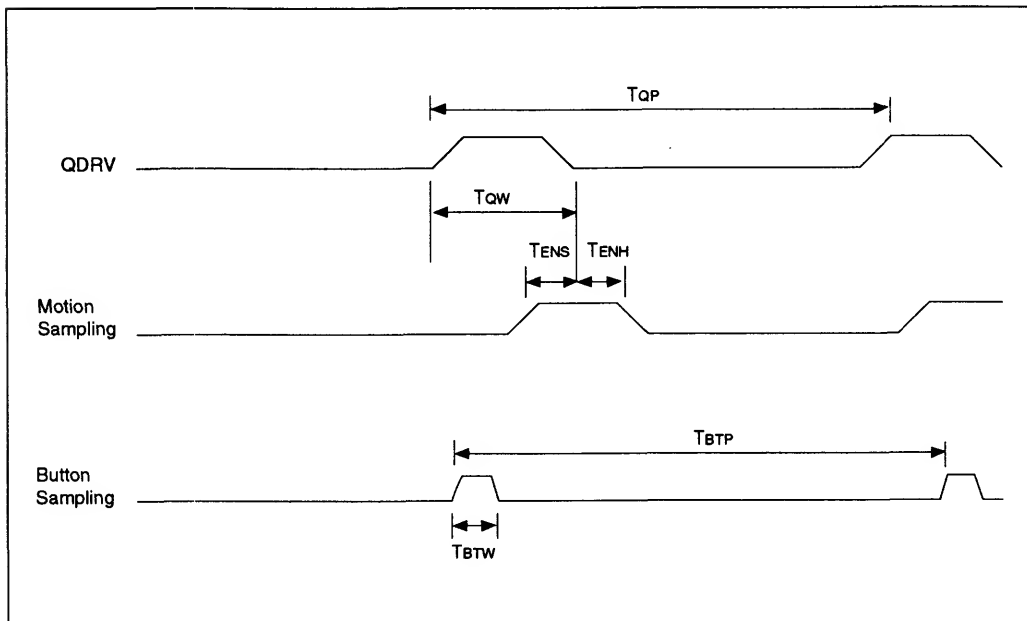 TQP
QDRV
TQW
TENS
TENH
Motion
Sampling
TBTP
Button
Sampling
TBTW